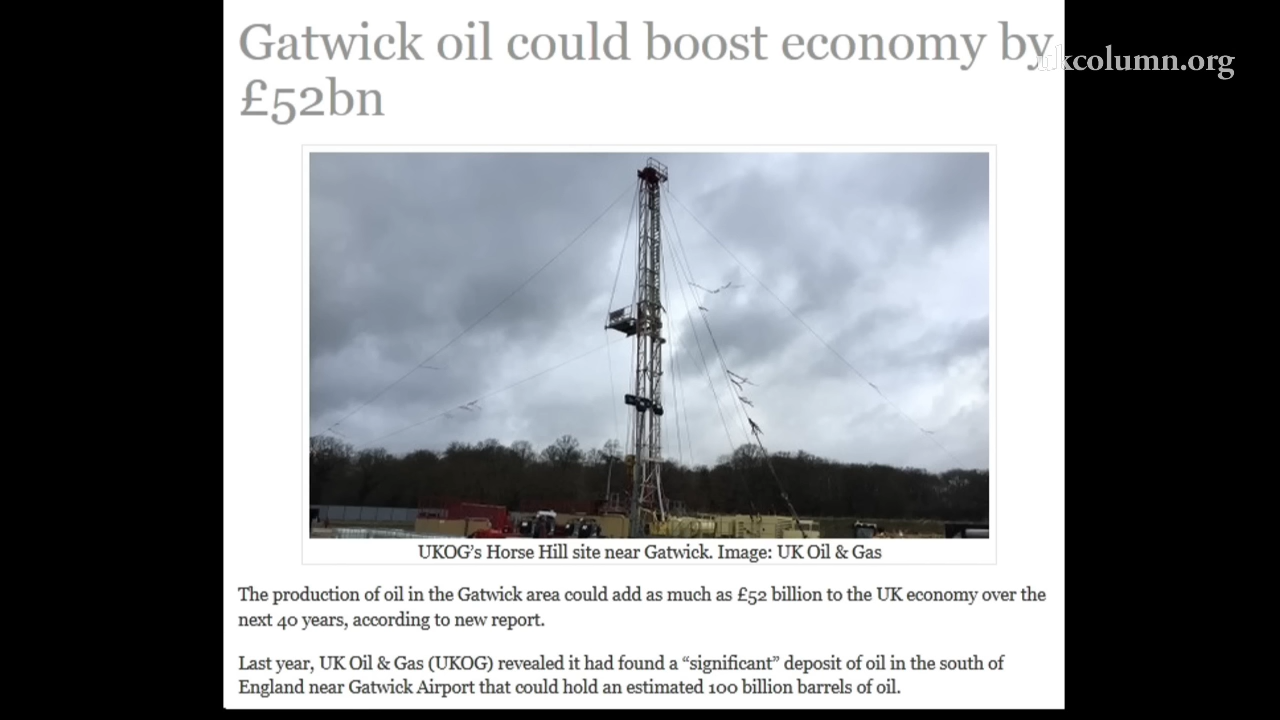 Gatwick oil could boost economy by
£52bn
ukcolumn.org
UKOG's Horse Hill site near Gatwick. Image: UK Oil & Gas
The production of oil in the Gatwick area could add as much as £52 billion to the UK economy over the
next 40 years, according to new report.
Last year, UK Oil & Gas (UKOG) revealed it had found a “significant” deposit of oil in the south of
England near Gatwick Airport that could hold an estimated 100 billion barrels of oil.